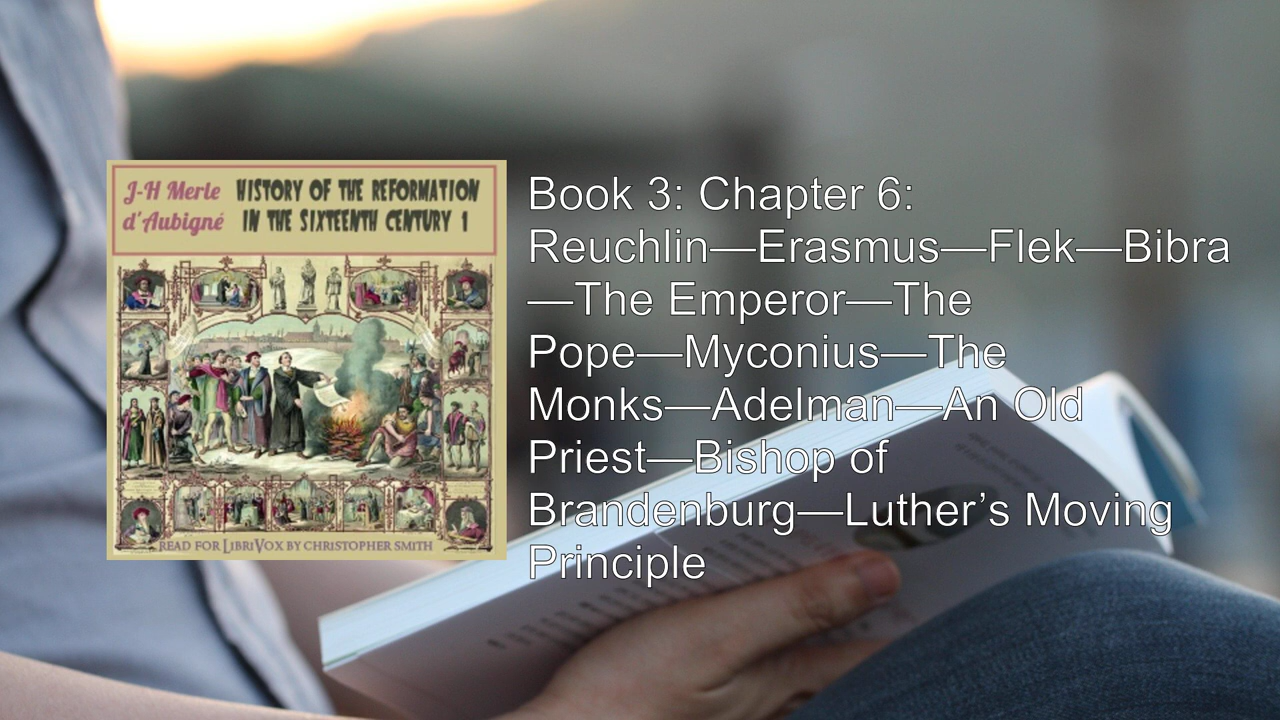 J-H Merle
d'Aubigné
HISTORY OF THE REFORMATION
IN THE SIXTEENTH CENTURY 1
READ FOR LIBRIVOX BY CHRISTOPHER SMITH
Book 3: Chapter 6:
Reuchlin—Erasmus—Flek—Bibra
—The Emperor—The
Pope—Myconius—The
Monks—Adelman—An Old
Priest—Bishop of
Brandenburg—Luther’s Moving
Principle